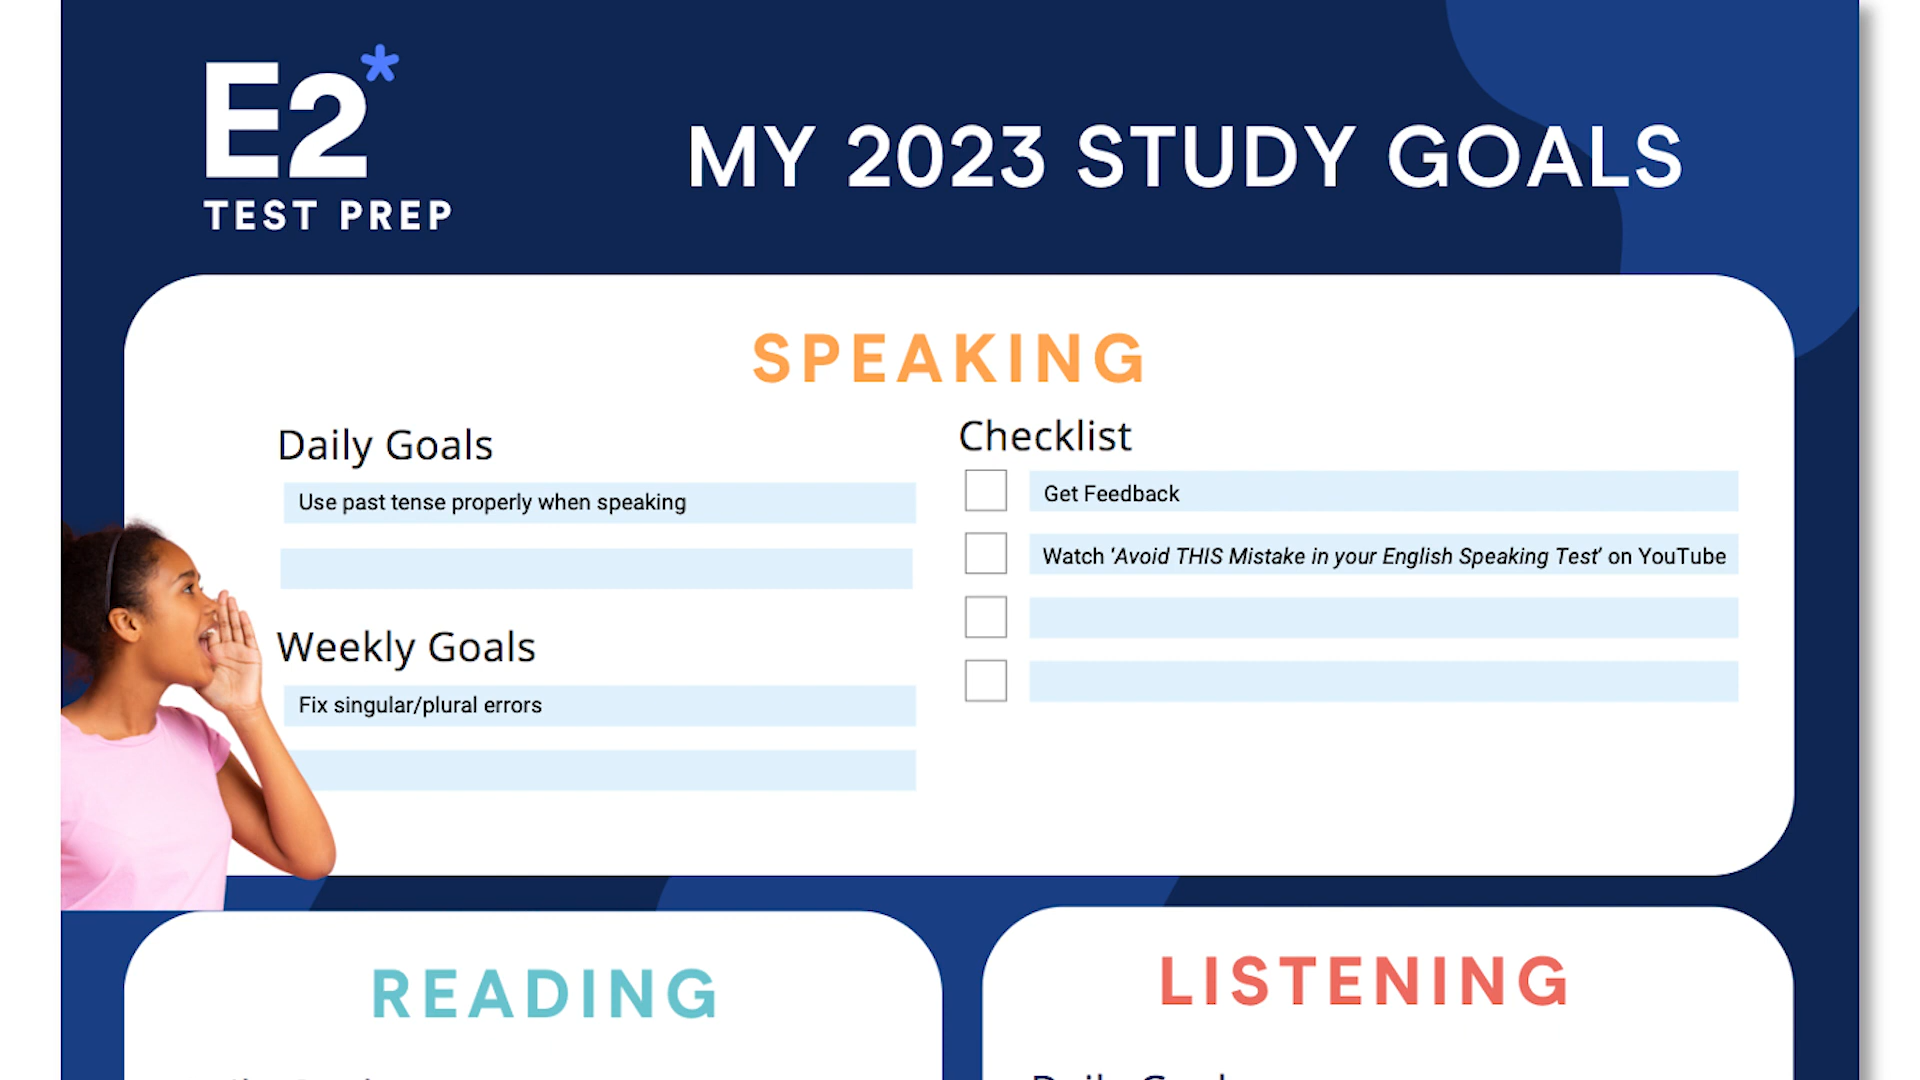 E2*
TEST PREP
MY 2023 STUDY GOALS
SPEAKING
Daily Goals
Use past tense properly when speaking
Weekly Goals
Fix singular/plural errors
Checklist
Get Feedback
Watch ‘Avoid THIS Mistake in your English Speaking Test’ on YouTube
READING
LISTENING